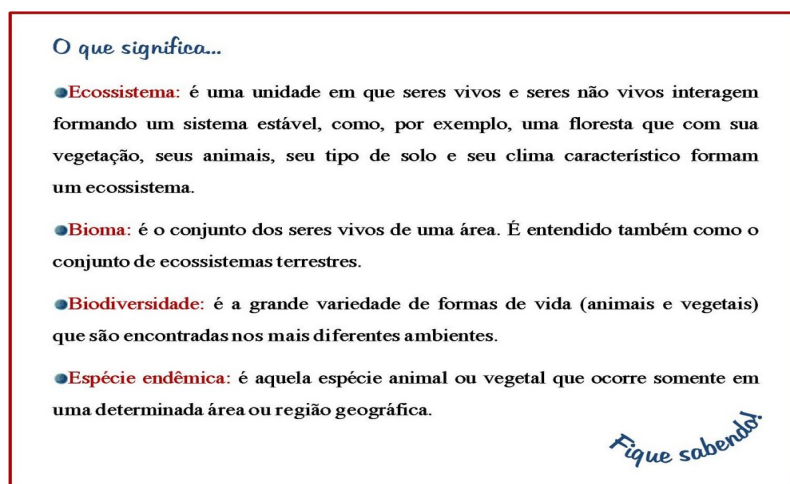 O que significa...
Ecossistema: é uma unidade em que seres vivos e seres não vivos interagem
formando um sistema estável, como, por exemplo, uma floresta que com sua
vegetação, seus animais, seu tipo de solo e seu clima característico formam
um ecossistema.
Bioma: é o conjunto dos seres vivos de uma área. É entendido também como o
conjunto de ecossistemas terrestres.
Biodiversidade: é a grande variedade de formas de vida (animais e vegetais)
que são encontradas nos mais diferentes ambientes.
Espécie endêmica: é aquela espécie animal ou vegetal que ocorre somente em
uma determinada área ou região geográfica.
Fique sabendo!